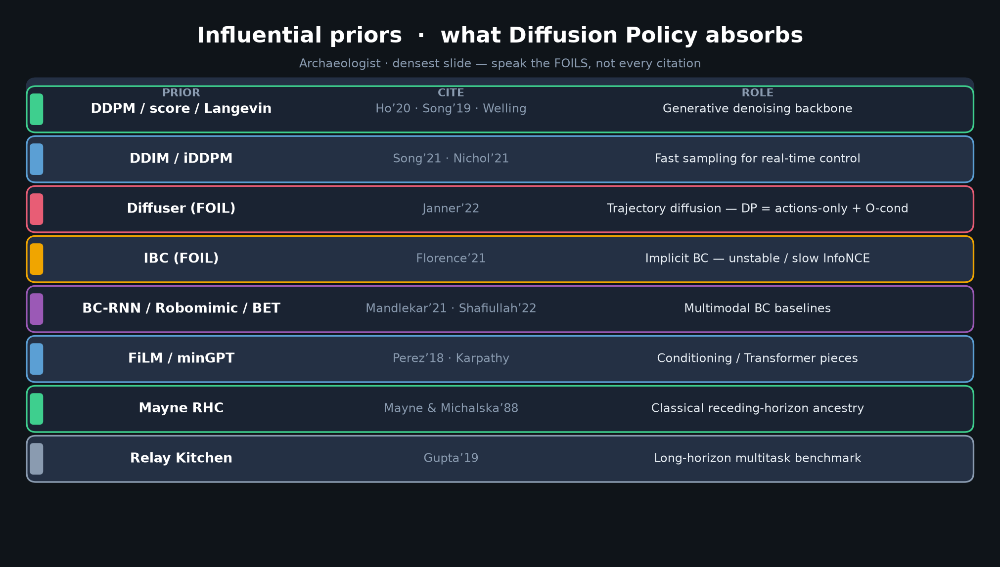 Influential priors · what Diffusion Policy absorbs
Archaeologist · densest slide — speak the FOILS, not every citation
PRIOR CITE ROLE
DDPM / score / Langevin Ho’20 · Song’19 · Welling Generative denoising backbone
DDIM / iDDPM Song’21 · Nichol’21 Fast sampling for real-time control
Diffuser (FOIL) Janner’22 Trajectory diffusion — DP = actions-only + O-cond
IBC (FOIL) Florence’21 Implicit BC — unstable / slow InfoNCE
BC-RNN / Robomimic / BET Mandlekar’21 · Shafiullah’22 Multimodal BC baselines
FiLM / minGPT Perez’18 · Karpathy Conditioning / Transformer pieces
Mayne RHC Mayne & Michalska’88 Classical receding-horizon ancestry
Relay Kitchen Gupta’19 Long-horizon multitask benchmark